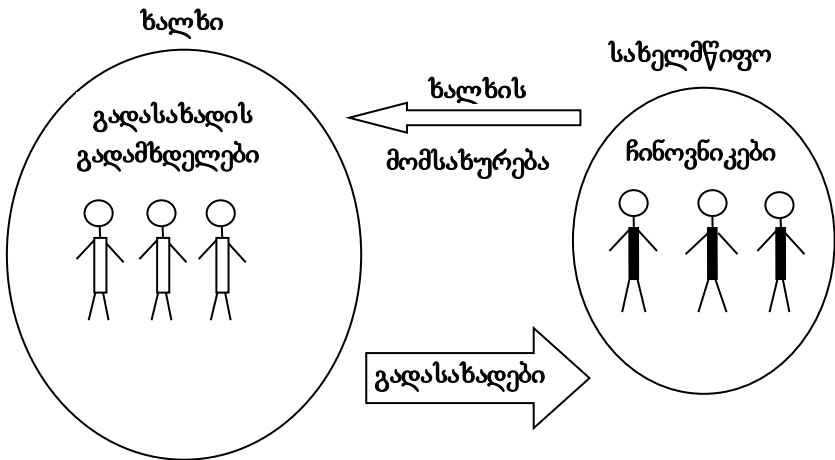 ხალხი
სახელმწიფო
გადასახადის
გადამხდელები
ხალხის
მომსახურება
ჩინოვნიკები
გადასახადები